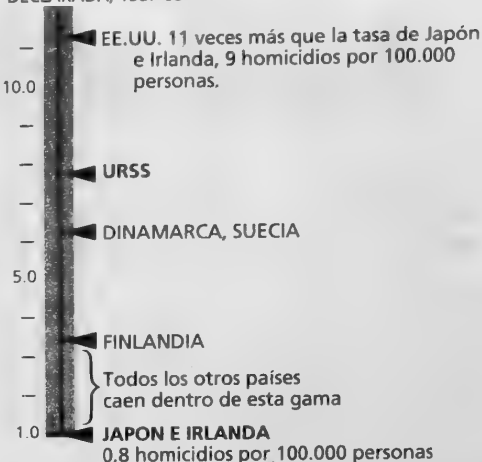 EE.UU. 11 veces más que la tasa de Japón
e Irlanda, 9 homicidios por 100.000
personas.
10.0
URSS
DINAMARCA, SUECIA
5.0
FINLANDIA
Todos los otros países
caen dentro de esta gama
1.0
JAPON E IRLANDA
0,8 homicidios por 100.000 personas